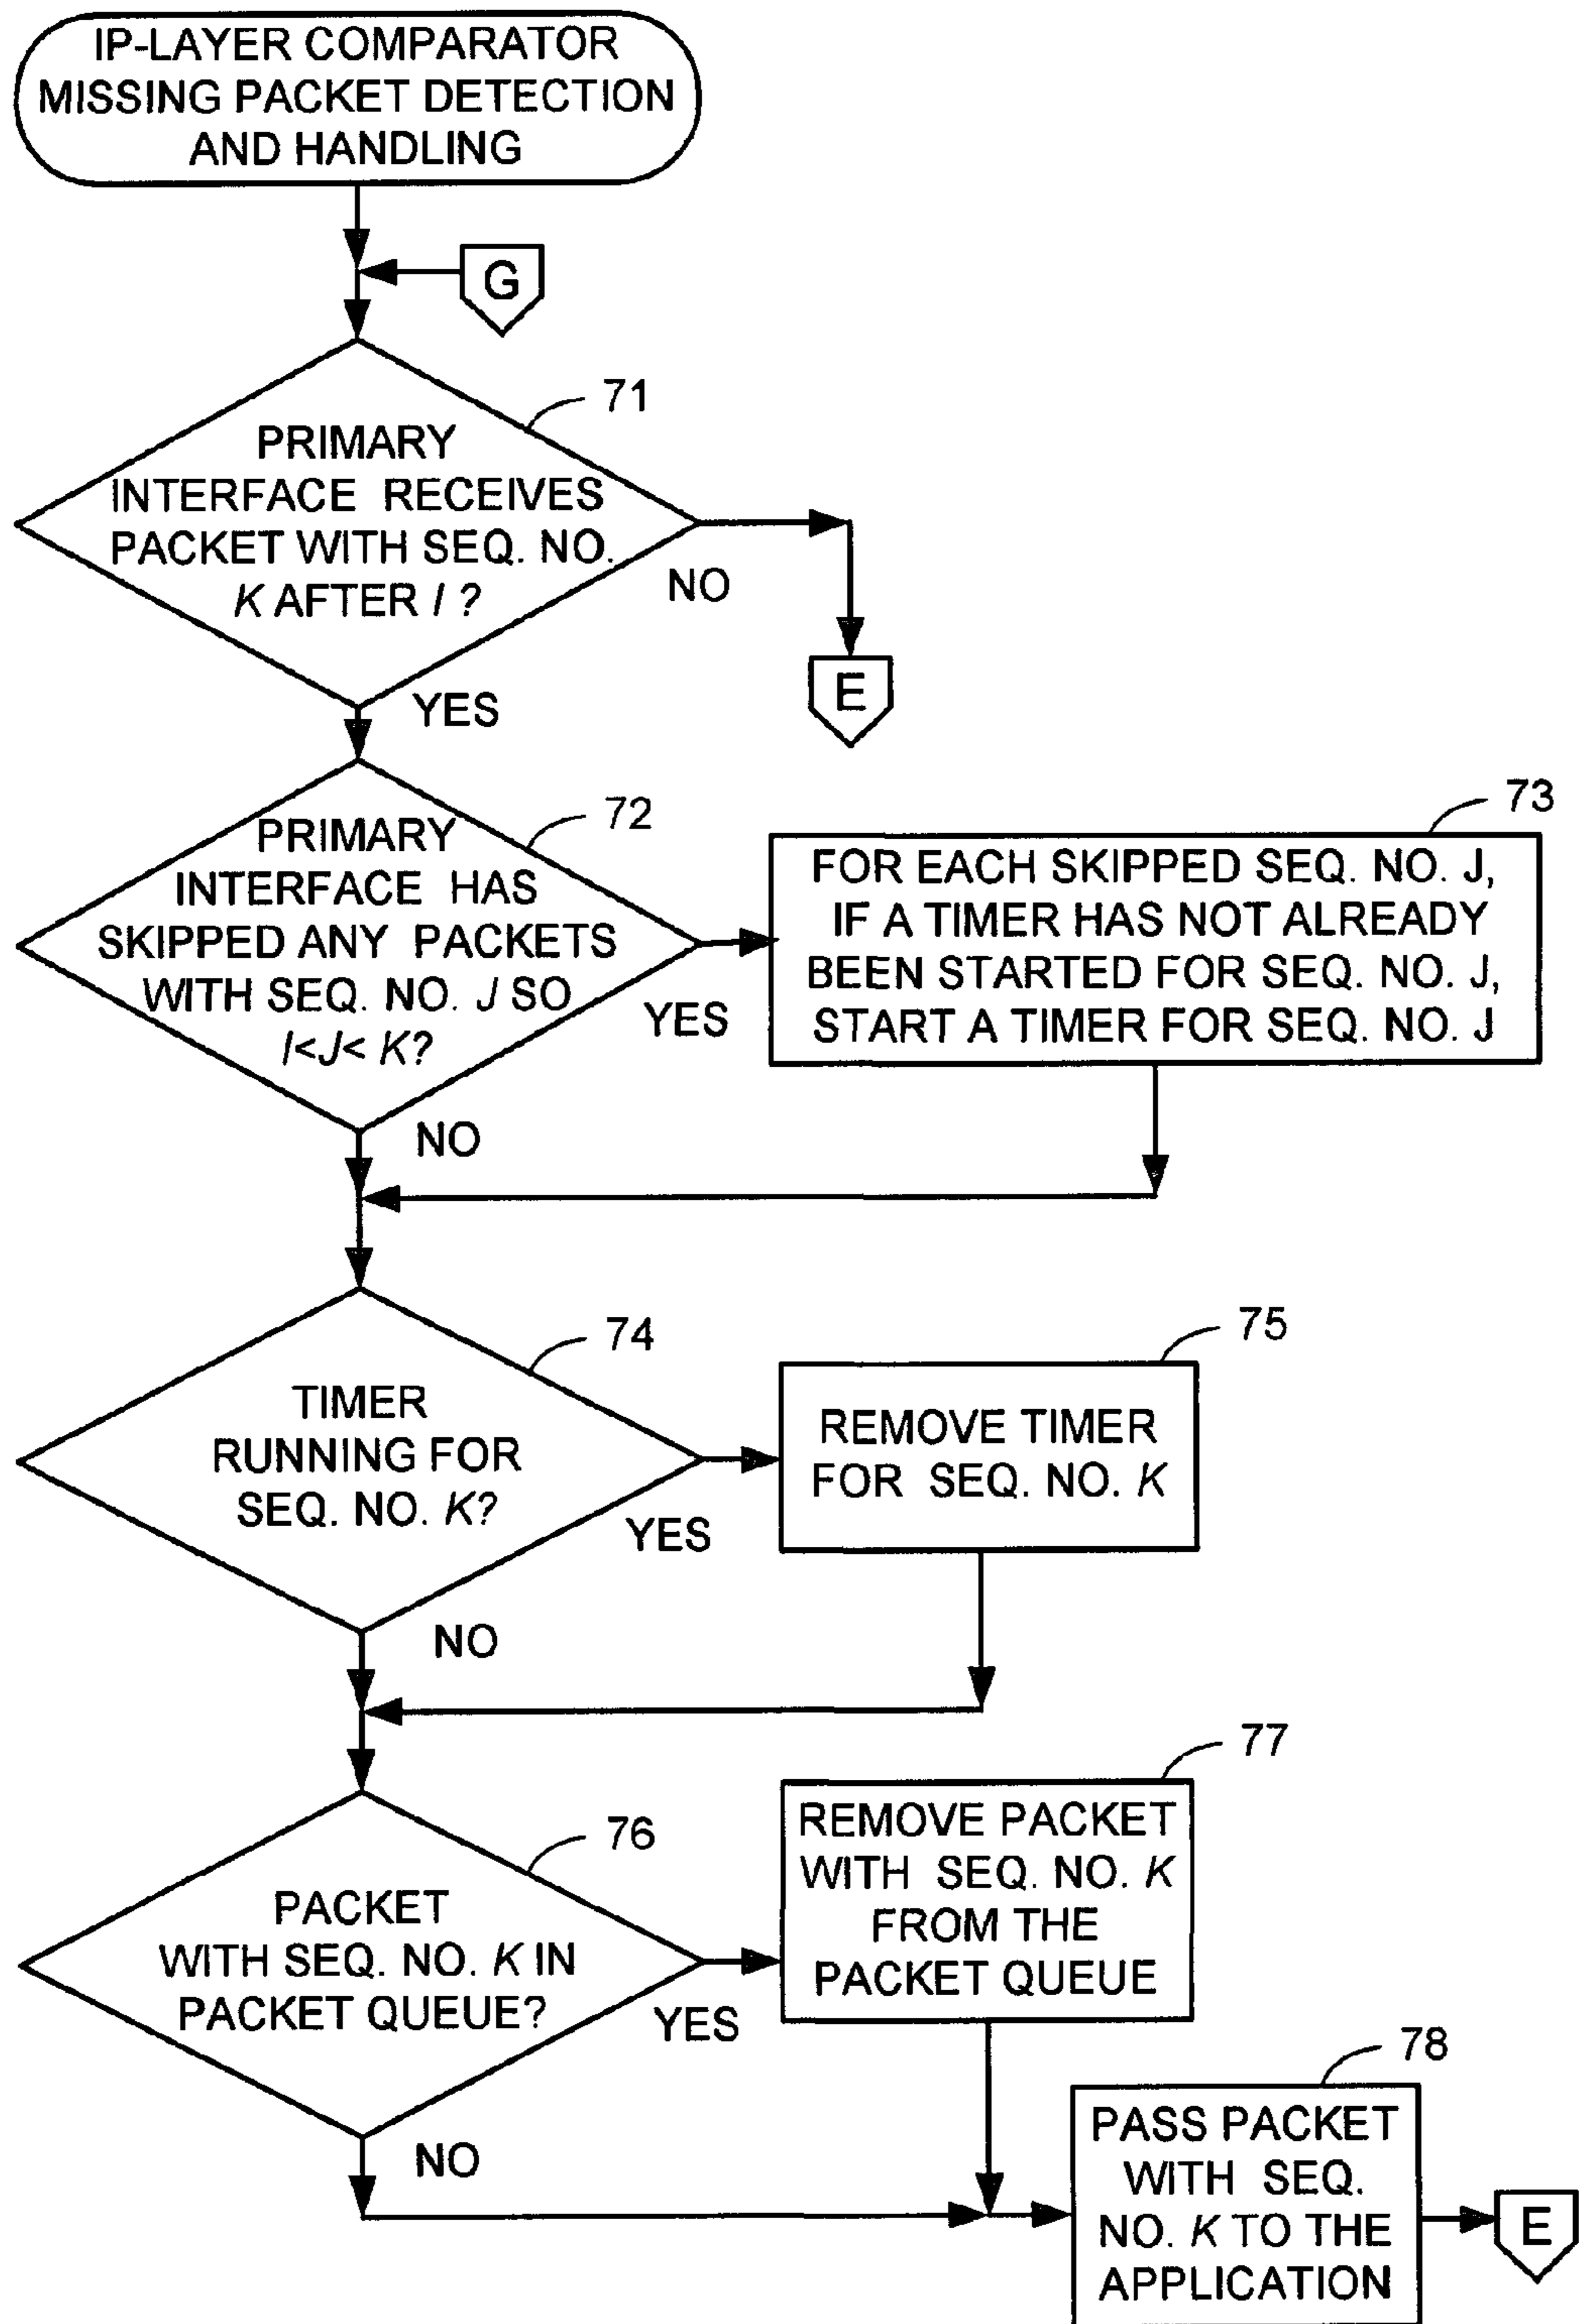 IP-LAYER COMPARATOR
MISSING PACKET DETECTION
AND HANDLING
G
71
PRIMARY
INTERFACE RECEIVES
PACKET WITH SEQ. NO.
K AFTER I ?
NO
E
YES
72
PRIMARY
INTERFACE HAS
SKIPPED ANY PACKETS
WITH SEQ. NO. J SO
I<J< K?
YES
NO
73
FOR EACH SKIPPED SEQ. NO. J,
IF A TIMER HAS NOT ALREADY
BEEN STARTED FOR SEQ. NO. J,
START A TIMER FOR SEQ. NO. J
74
TIMER
RUNNING FOR
SEQ. NO. K?
YES
NO
75
REMOVE TIMER
FOR SEQ. NO. K
76
PACKET
WITH SEQ. NO. K IN
PACKET QUEUE?
YES
NO
77
REMOVE PACKET
WITH SEQ. NO. K
FROM THE
PACKET QUEUE
78
PASS PACKET
WITH SEQ.
NO. K TO THE
APPLICATION
E